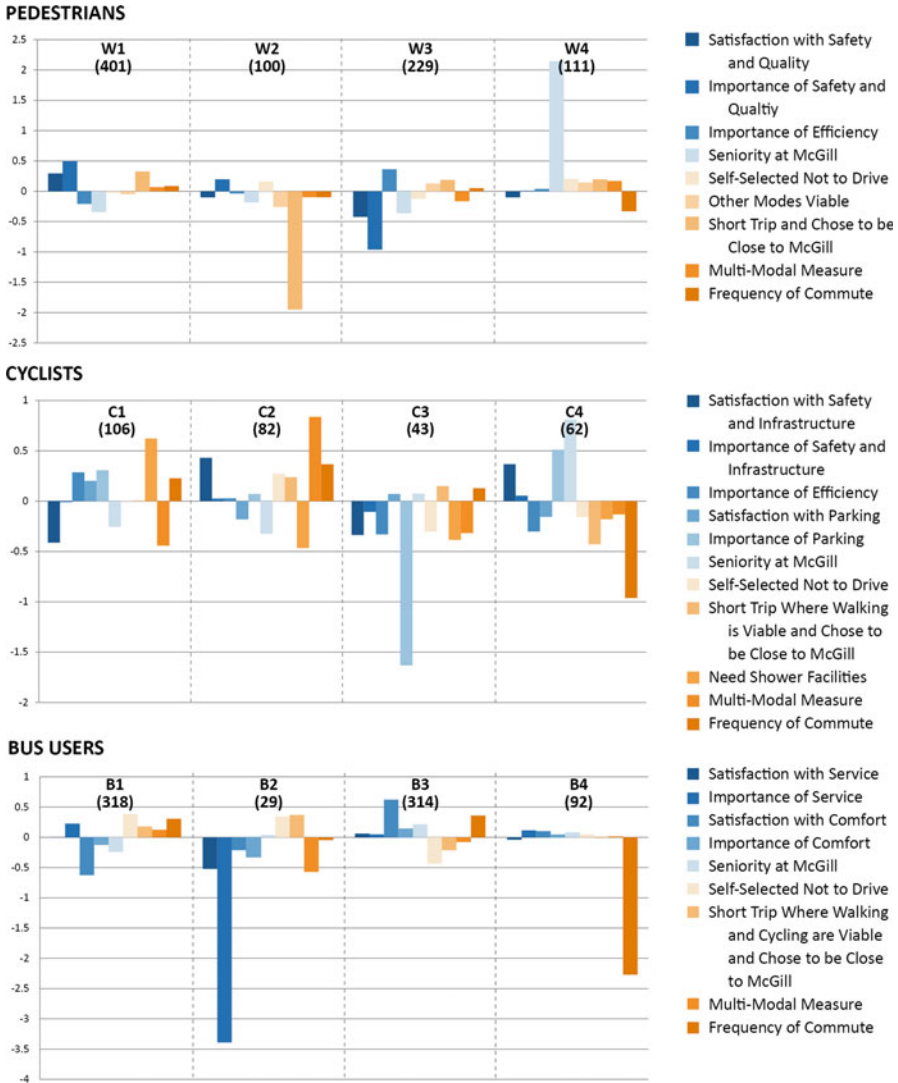 PEDESTRIANS
2.5
2
1.5
1
0.5
0
-0.5
-1
-1.5
-2
-2.5
W1
(401)
W2
(100)
W3
(229)
W4
(111)
Satisfaction with Safety
and Quality
Importance of Safety and
Qualtiy
Importance of Efficiency
Seniority at McGill
Self-Selected Not to Drive
Other Modes Viable
Short Trip and Chose to be
Close to McGill
Multi-Modal Measure
Frequency of Commute
CYCLISTS
1
0.5
0
-0.5
-1
-1.5
-2
C1
(106)
C2
(82)
C3
(43)
C4
(62)
Satisfaction with Safety
and Infrastructure
Importance of Safety and
Infrastructure
Importance of Efficiency
Satisfaction with Parking
Importance of Parking
Seniority at McGill
Self-Selected Not to Drive
Short Trip Where Walking
is Viable and Chose to
be Close to McGill
Need Shower Facilities
Multi-Modal Measure
Frequency of Commute
BUS USERS
1
0.5
0
-0.5
-1
-1.5
-2
-2.5
-3
-3.5
-4
B1
(318)
B2
(29)
B3
(314)
B4
(92)
Satisfaction with Service
Importance of Service
Satisfaction with Comfort
Importance of Comfort
Seniority at McGill
Self-Selected Not to Drive
Short Trip Where Walking
and Cycling are Viable
and Chose to be Close
to McGill
Multi-Modal Measure
Frequency of Commute